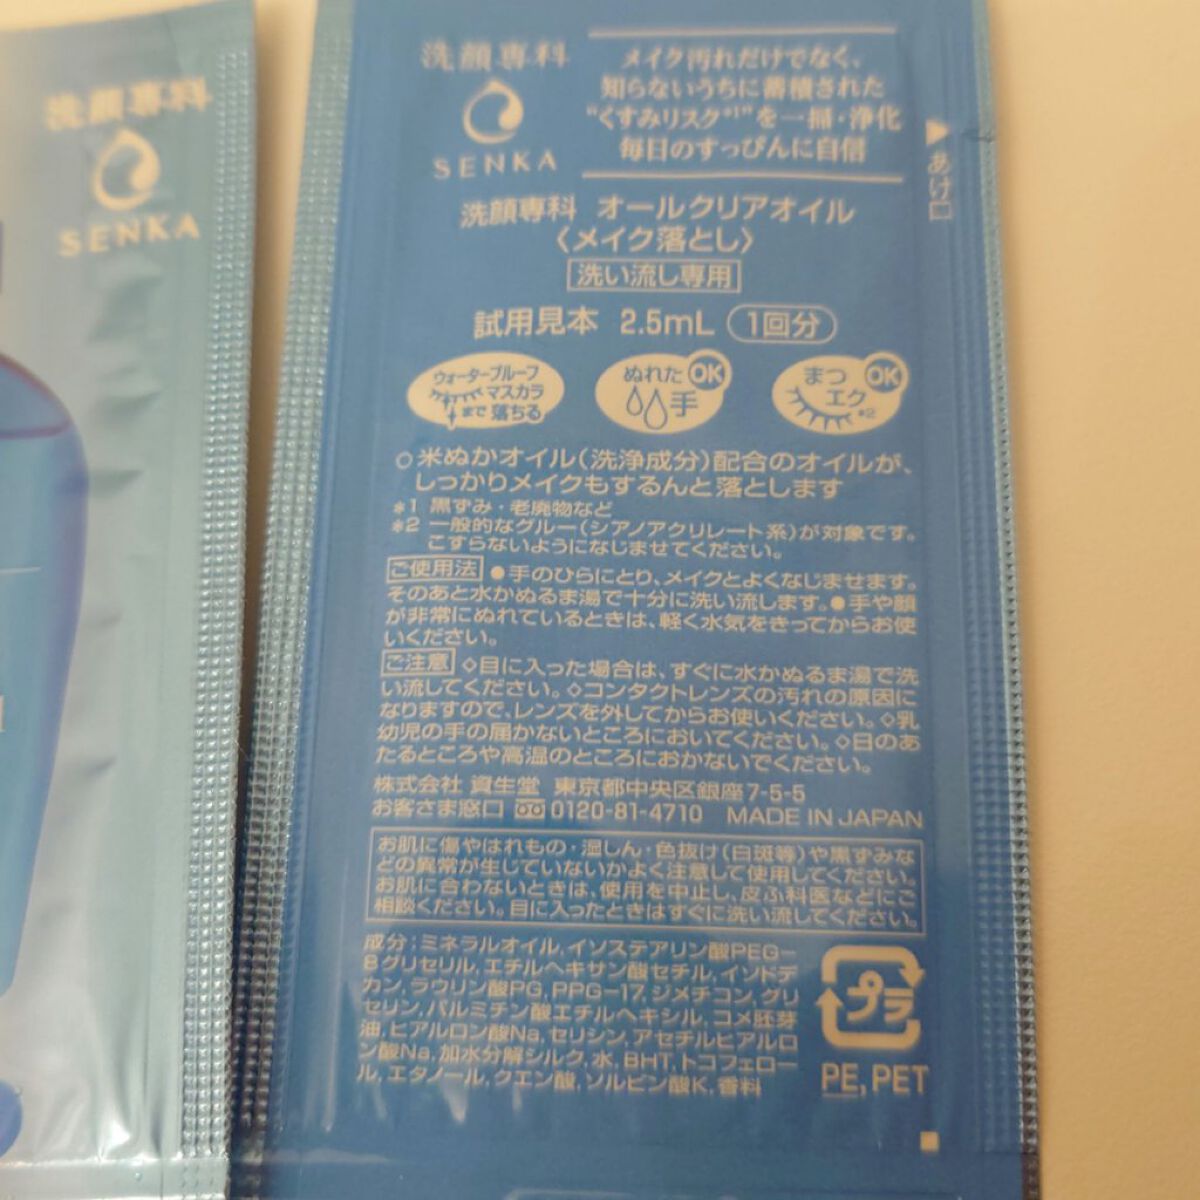 洗顔専科
SENKA
洗顔専科
SENKA
メイク汚れだけでなく、
知らないうちに蓄積された
“くすみリスク*1”を一掃・浄化
毎日のすっぴんに自信
▶あけ口
洗顔専科 オールクリアオイル
〈メイク落とし〉
洗い流し専用
試用見本 2.5mL 1回分
ウォータープルーフ
マスカラ
まで 落ちる
ぬれた OK
手
まつ OK
エク *2
○米ぬかオイル(洗浄成分)配合のオイルが、
しっかりメイクもするんと落とします
*1 黒ずみ・老廃物など
*2 一般的なグルー(シアノアクリレート系)が対象です。
こすらないようになじませてください。
ご使用法 ●手のひらにとり、メイクとよくなじませます。
そのあと水かぬるま湯で十分に洗い流します。●手や顔
が非常にぬれているときは、軽く水気をきってからお使
いください。
ご注意 ◇目に入った場合は、すぐに水かぬるま湯で洗
い流してください。◇コンタクトレンズの汚れの原因に
なりますので、レンズを外してからお使いください。◇乳
幼児の手の届かないところにおいてください。◇日のあ
たるところや高温のところにおかないでください。
株式会社 資生堂 東京都中央区銀座7-5-5
お客さま窓口 0120-81-4710 MADE IN JAPAN
お肌に傷やはれもの・湿しん・色抜け(白斑等)や黒ずみな
どの異常が生じていないかよく注意して使用してください。
お肌に合わないときは、使用を中止し、皮ふ科医などにご
相談ください。目に入ったときはすぐに洗い流してください。
成分:ミネラルオイル,イソステアリン酸PEG-
8グリセリル,エチルヘキサン酸セチル,イソドデ
カン,ラウリン酸PG,PPG-17,ジメチコン,グリ
セリン,パルミチン酸エチルヘキシル,コメ胚芽
油,ヒアルロン酸Na,セリシン,アセチルヒアルロ
ン酸Na,加水分解シルク,水,BHT,トコフェロー
ル,エタノール,クエン酸,ソルビン酸K,香料
プラ
PE, PET